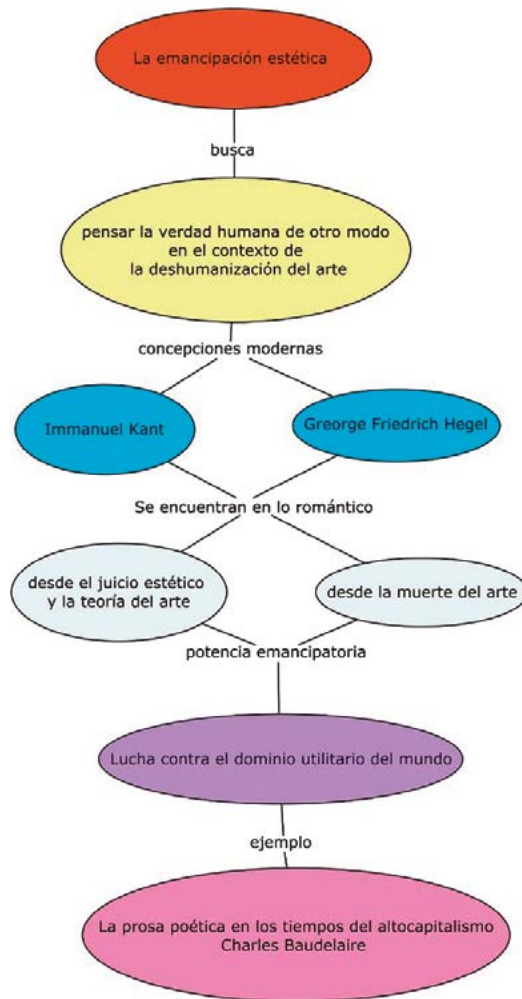 La emancipación estética
busca
pensar la verdad humana de otro modo
en el contexto de
la deshumanización del arte
concepciones modernas
Immanuel Kant
Greorge Friedrich Hegel
Se encuentran en lo romántico
desde el juicio estético
y la teoría del arte
desde la muerte del arte
potencia emancipatoria
Lucha contra el dominio utilitario del mundo
ejemplo
La prosa poética en los tiempos del altocapitalismo
Charles Baudelaire